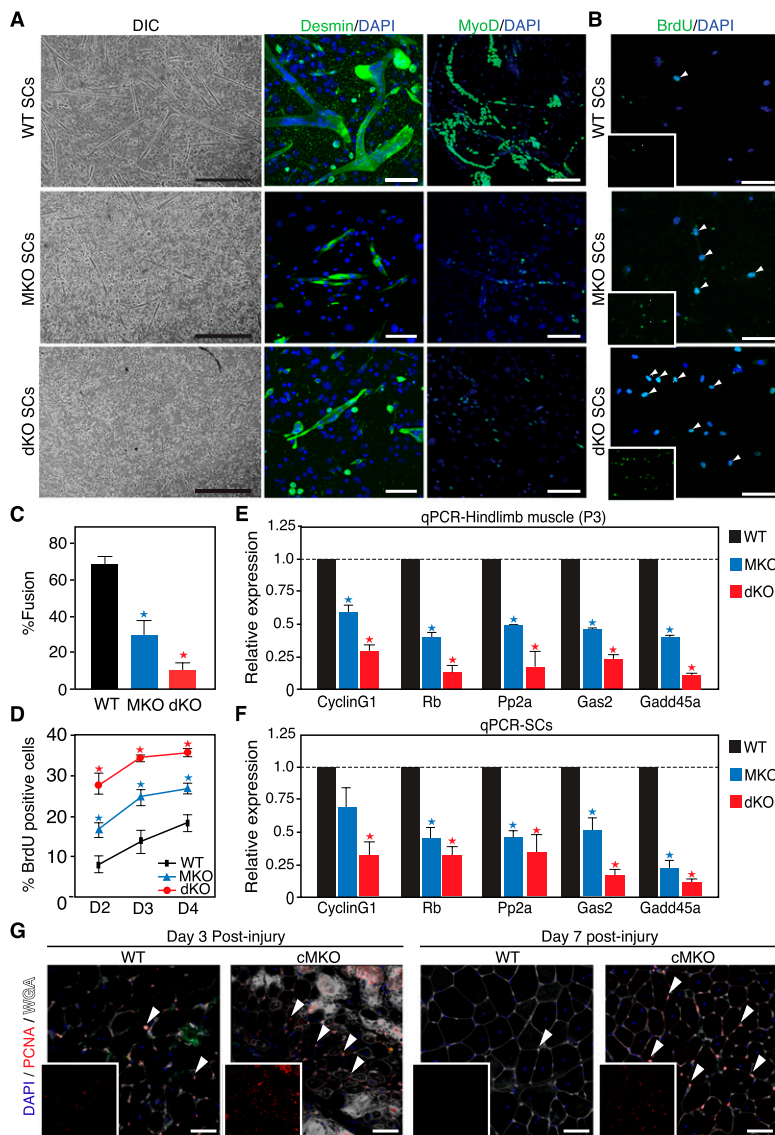 A
DIC
Desmin/DAPI
MyoD/DAPI
WT SCs
MKO SCs
dKO SCs
B
BrdU/DAPI
WT SCs
MKO SCs
dKO SCs
C
%Fusion
80
60
40
20
0
WT MKO dKO
D
% BrdU positive cells
40
30
20
10
0
D2 D3 D4
WT
MKO
dKO
E
qPCR-Hindlimb muscle (P3)
Relative expression
1.25
1.0
0.75
0.5
0.25
0
CyclinG1 Rb Pp2a Gas2 Gadd45a
WT
MKO
dKO
F
qPCR-SCs
Relative expression
1.25
1.0
0.75
0.5
0.25
0
CyclinG1 Rb Pp2a Gas2 Gadd45a
WT
MKO
dKO
G
Day 3 Post-injury
Day 7 post-injury
WT
cMKO
WT
cMKO
DAPI / PCNA / WGA